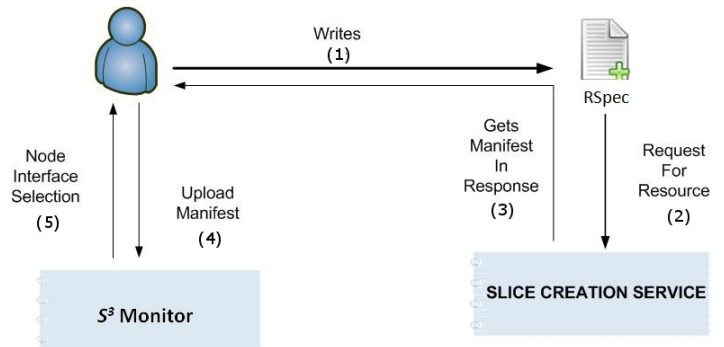 Writes
(1)
RSpec
Gets
Manifest
In
Response
(3)
Request
For
Resource
(2)
Node
Interface
Selection
(5)
Upload
Manifest
(4)
S³ Monitor
SLICE CREATION SERVICE